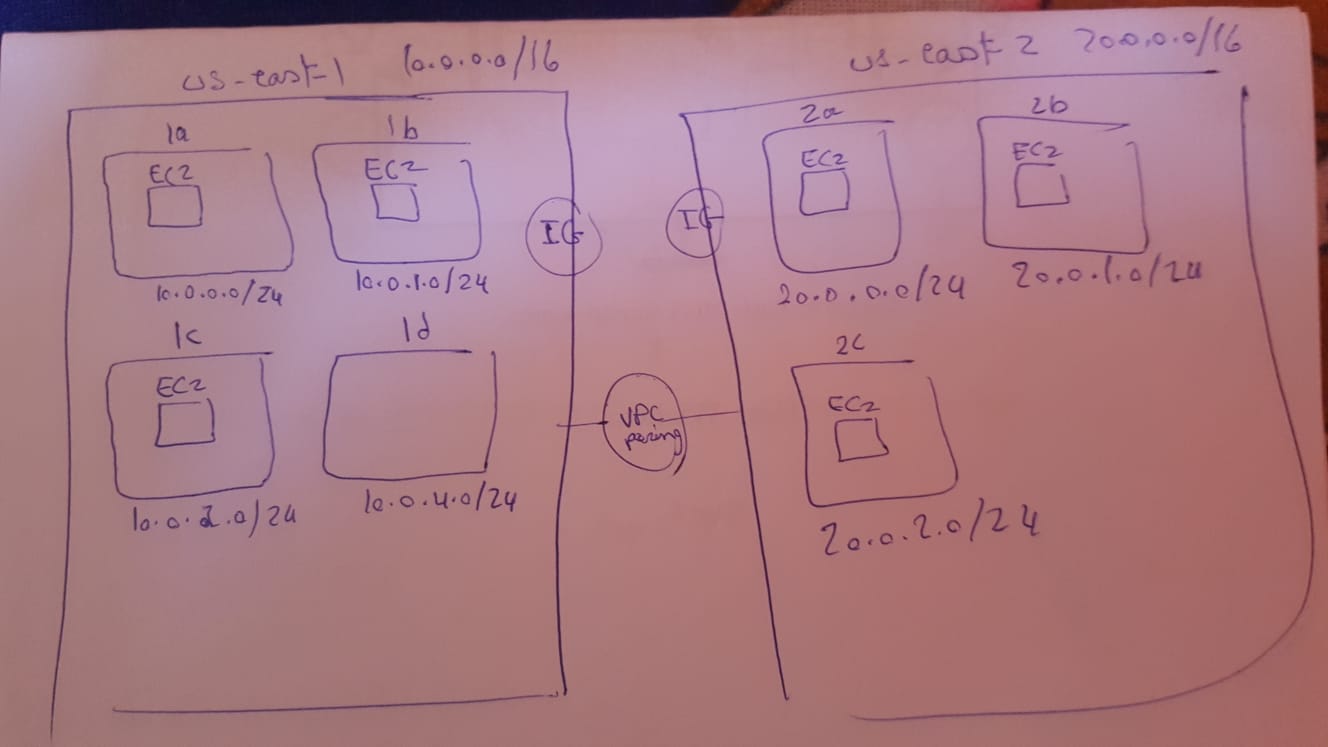 us-east-1 10.0.0.0/16
1a
EC2
10.0.0.0/24
1b
EC2
10.0.1.0/24
1c
EC2
10.0.2.0/24
1d
10.0.4.0/24
IG
VPC
pering
IG
us-east 2 20.0.0.0/16
2a
EC2
20.0.0.0/24
2b
EC2
20.0.1.0/24
2c
EC2
20.0.2.0/24